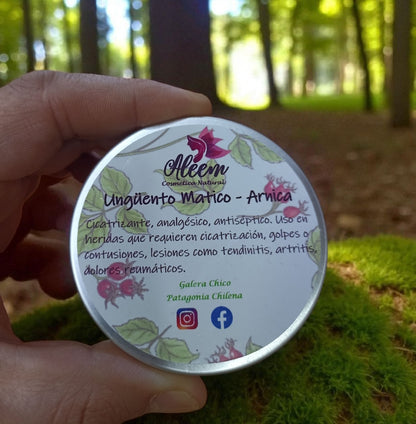 Aleem
Cosmética Natural
Ungüento Matico - Arnica
Cicatrizante, analgésico, antiséptico. Uso en
heridas que requieren cicatrización, golpes o
contusiones, lesiones como tendinitis, artritis,
dolores reumáticos.
Galera Chico
Patagonia Chilena